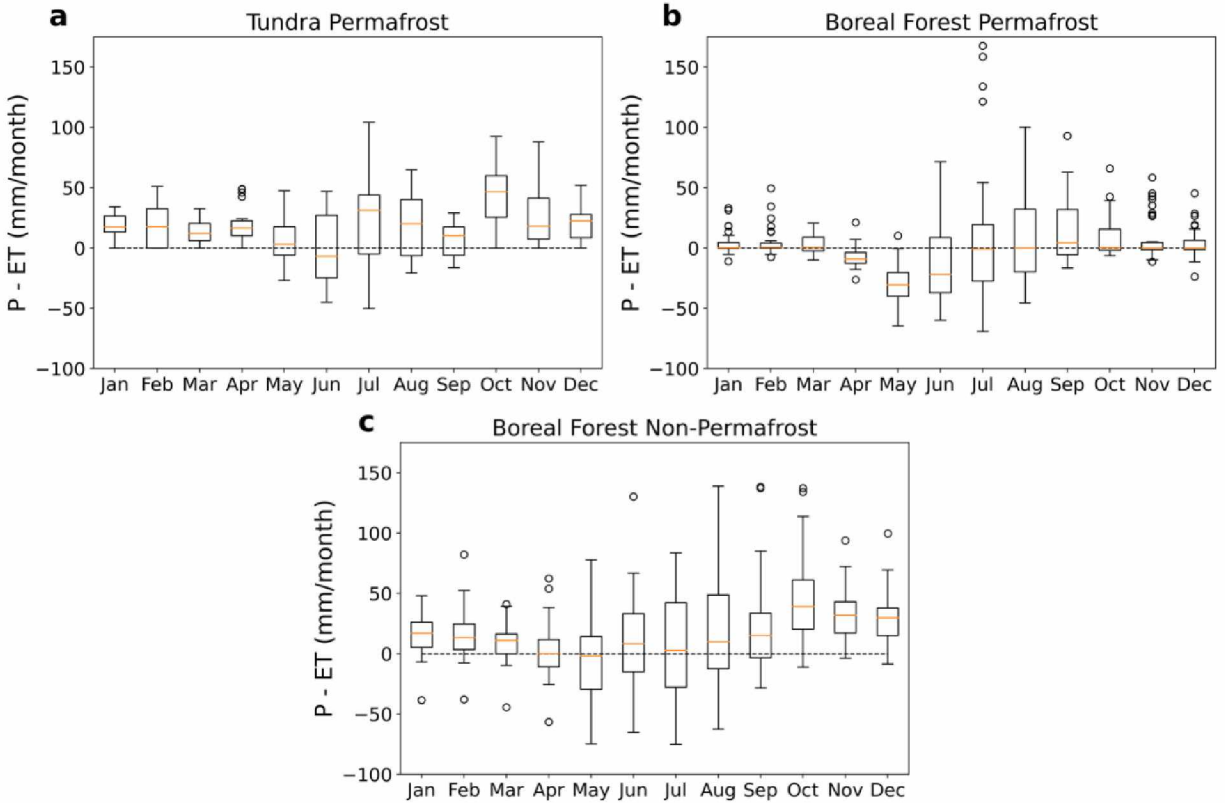 a
Tundra Permafrost
P - ET (mm/month)
150
100
50
0
−50
−100
Jan Feb Mar Apr May Jun Jul Aug Sep Oct Nov Dec
b
Boreal Forest Permafrost
P - ET (mm/month)
150
100
50
0
−50
−100
Jan Feb Mar Apr May Jun Jul Aug Sep Oct Nov Dec
c
Boreal Forest Non-Permafrost
P - ET (mm/month)
150
100
50
0
−50
−100
Jan Feb Mar Apr May Jun Jul Aug Sep Oct Nov Dec